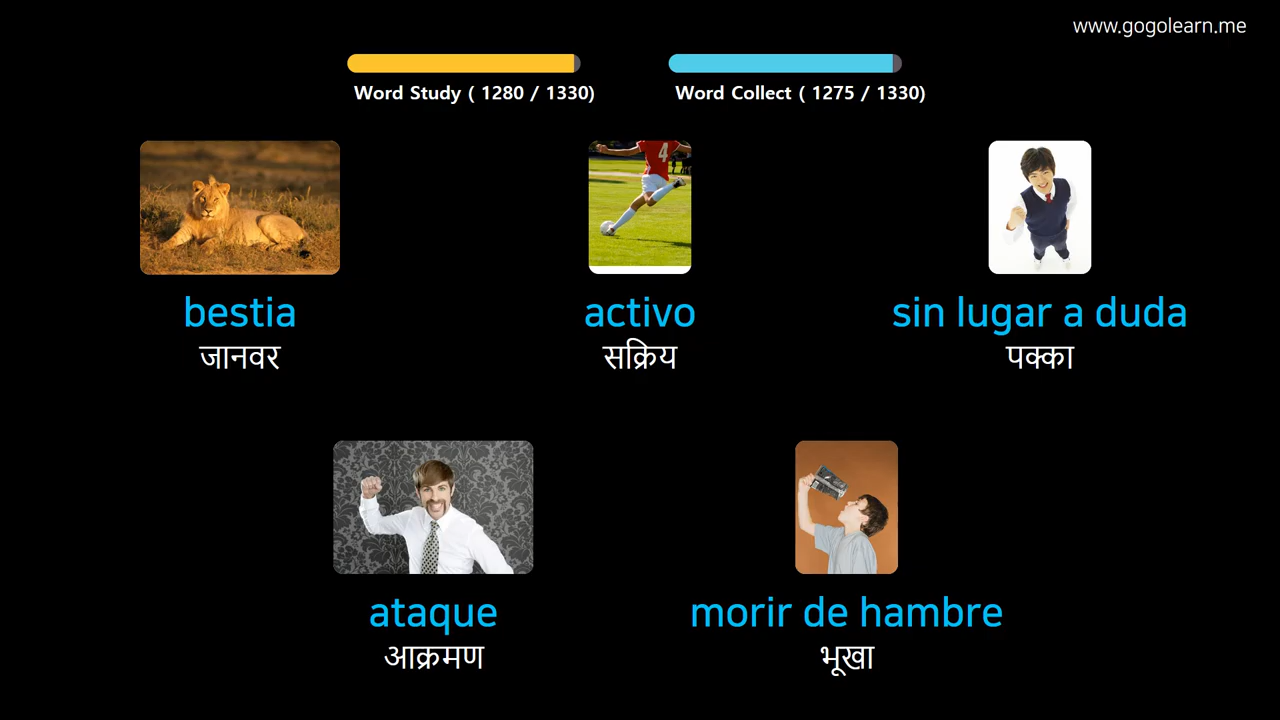 www.gogolearn.me
Word Study ( 1280 / 1330)
Word Collect ( 1275 / 1330)
4
bestia
जानवर
activo
सक्रिय
sin lugar a duda
पक्का
ataque
आक्रमण
morir de hambre
भूखा